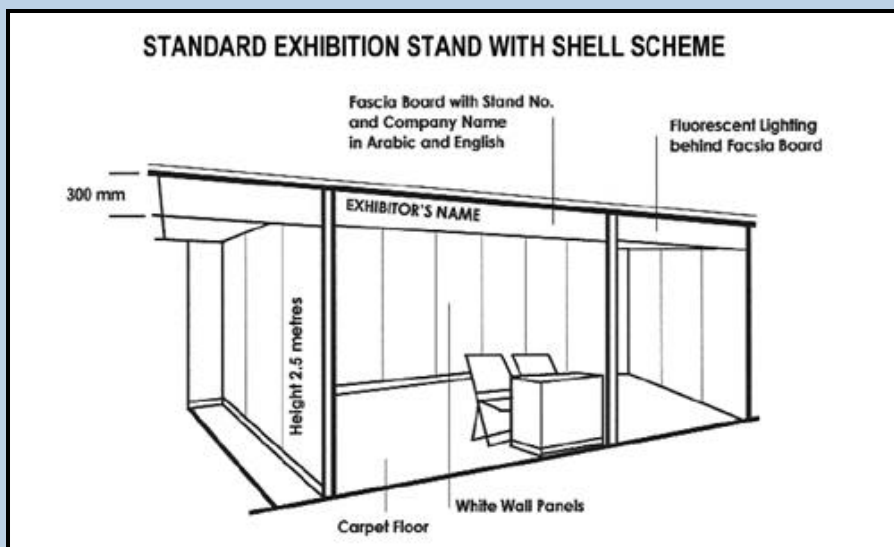 STANDARD EXHIBITION STAND WITH SHELL SCHEME
Fascia Board with Stand No.
and Company Name
in Arabic and English
Fluorescent Lighting
behind Facsia Board
300 mm
EXHIBITOR'S NAME
Height 2.5 metres
White Wall Panels
Carpet Floor